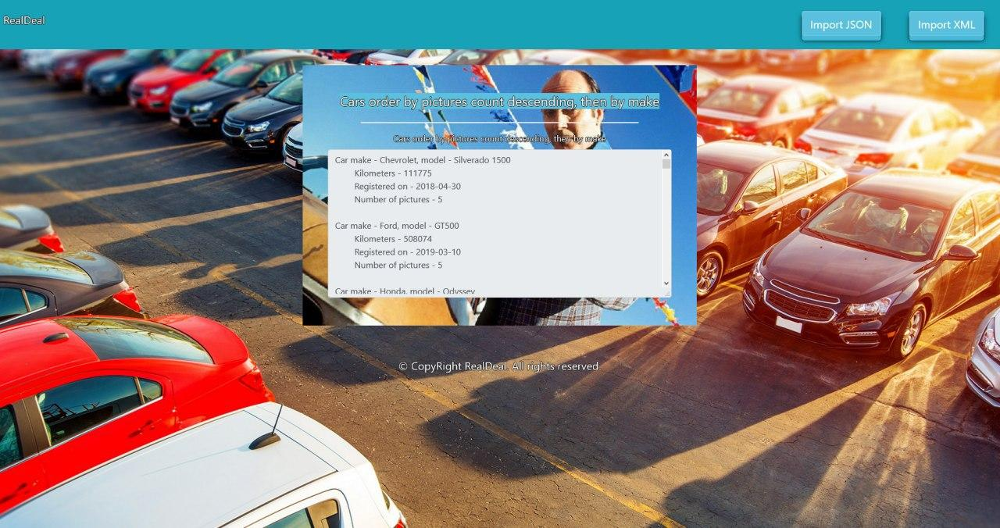 RealDeal
Import JSON
Import XML
Cars order by pictures count descending, then by make
Cars order by pictures count descending, then by make
Car make - Chevrolet, model - Silverado 1500
Kilometers - 111775
Registered on - 2018-04-30
Number of pictures - 5
Car make - Ford, model - GT500
Kilometers - 508074
Registered on - 2019-03-10
Number of pictures - 5
Car make - Honda, model - Odyssey
© CopyRight RealDeal. All rights reserved.